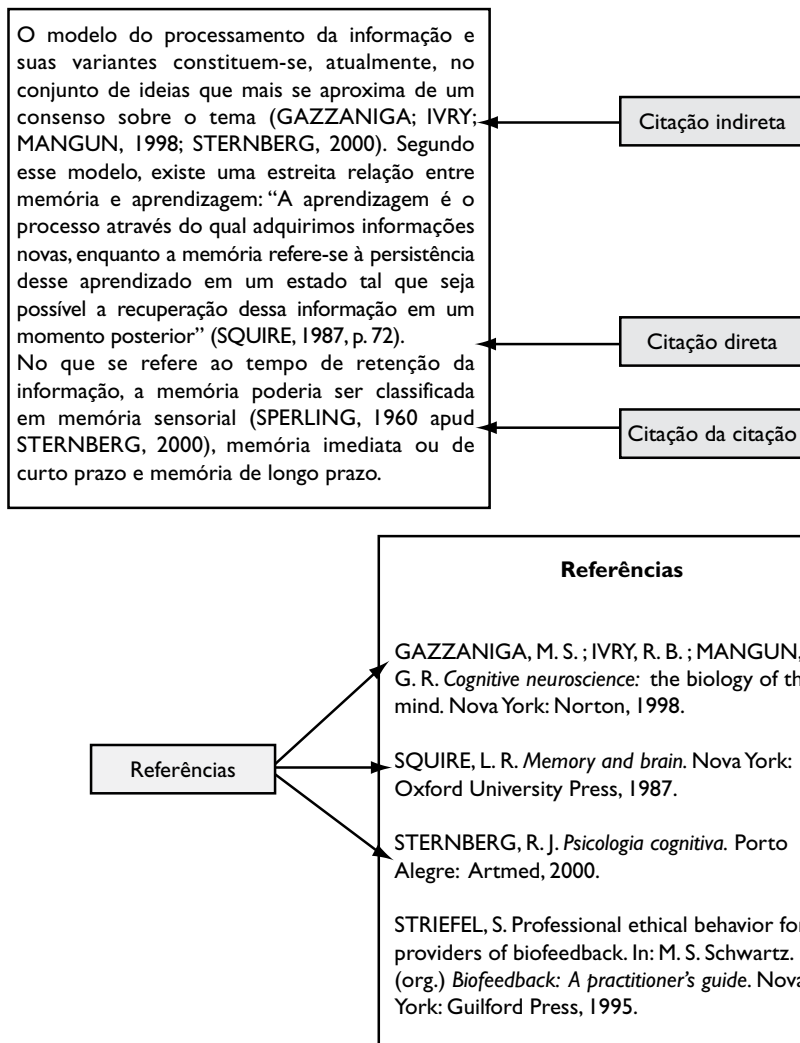 O modelo do processamento da informação e
suas variantes constituem-se, atualmente, no
conjunto de ideias que mais se aproxima de um
consenso sobre o tema (GAZZANIGA; IVRY;
MANGUN, 1998; STERNBERG, 2000). Segundo
esse modelo, existe uma estreita relação entre
memória e aprendizagem: “A aprendizagem é o
processo através do qual adquirimos informações
novas, enquanto a memória refere-se à persistência
desse aprendizado em um estado tal que seja
possível a recuperação dessa informação em um
momento posterior” (SQUIRE, 1987, p. 72).
No que se refere ao tempo de retenção da
informação, a memória poderia ser classificada
em memória sensorial (SPERLING, 1960 apud
STERNBERG, 2000), memória imediata ou de
curto prazo e memória de longo prazo.
Citação indireta
Citação direta
Citação da citação
Referências
Referências
GAZZANIGA, M. S. ; IVRY, R. B. ; MANGUN,
G. R. Cognitive neuroscience: the biology of th
mind. Nova York: Norton, 1998.
SQUIRE, L. R. Memory and brain. Nova York:
Oxford University Press, 1987.
STERNBERG, R. J. Psicologia cognitiva. Porto
Alegre: Artmed, 2000.
STRIEFEL, S. Professional ethical behavior for
providers of biofeedback. In: M. S. Schwartz.
(org.) Biofeedback: A practitioner’s guide. Nova
York: Guilford Press, 1995.